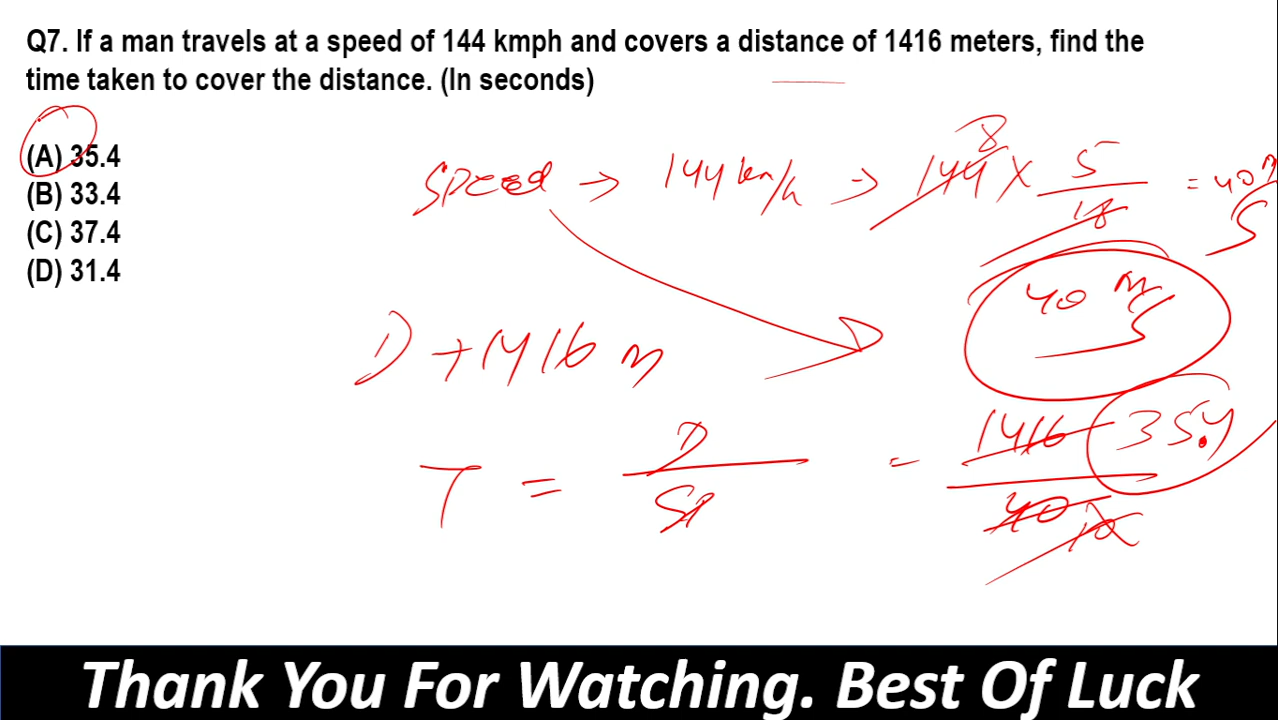 Q7. If a man travels at a speed of 144 kmph and covers a distance of 1416 meters, find the
time taken to cover the distance. (In seconds)
(A) 35.4
(B) 33.4
(C) 37.4
(D) 31.4
Speed → 144 km/h ⇒ 144 × 5/18 = 40 m/s
8
40 m/s
D → 1416 m
T = D/SP = 1416/40 35.4
10
Thank You For Watching. Best Of Luck